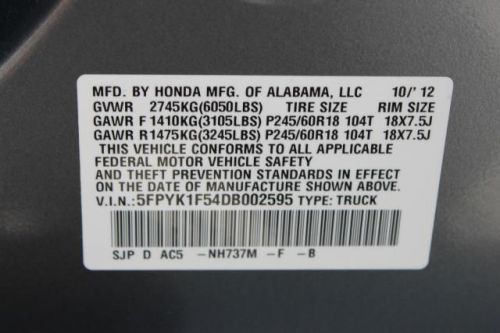 MFD. BY HONDA MFG. OF ALABAMA, LLC 10/'12
GVWR 2745KG(6050LBS) TIRE SIZE RIM SIZE
GAWR F 1410KG(3105LBS) P245/60R18 104T 18X7.5J
GAWR R1475KG(3245LBS) P245/60R18 104T 18X7.5J
THIS VEHICLE CONFORMS TO ALL APPLICABLE
FEDERAL MOTOR VEHICLE SAFETY
AND THEFT PREVENTION STANDARDS IN EFFECT
ON THE DATE OF MANUFACTURE SHOWN ABOVE.
V.I.N.:5FPYK1F54DB002595 TYPE: TRUCK
SJP D AC5 -NH737M -F -B